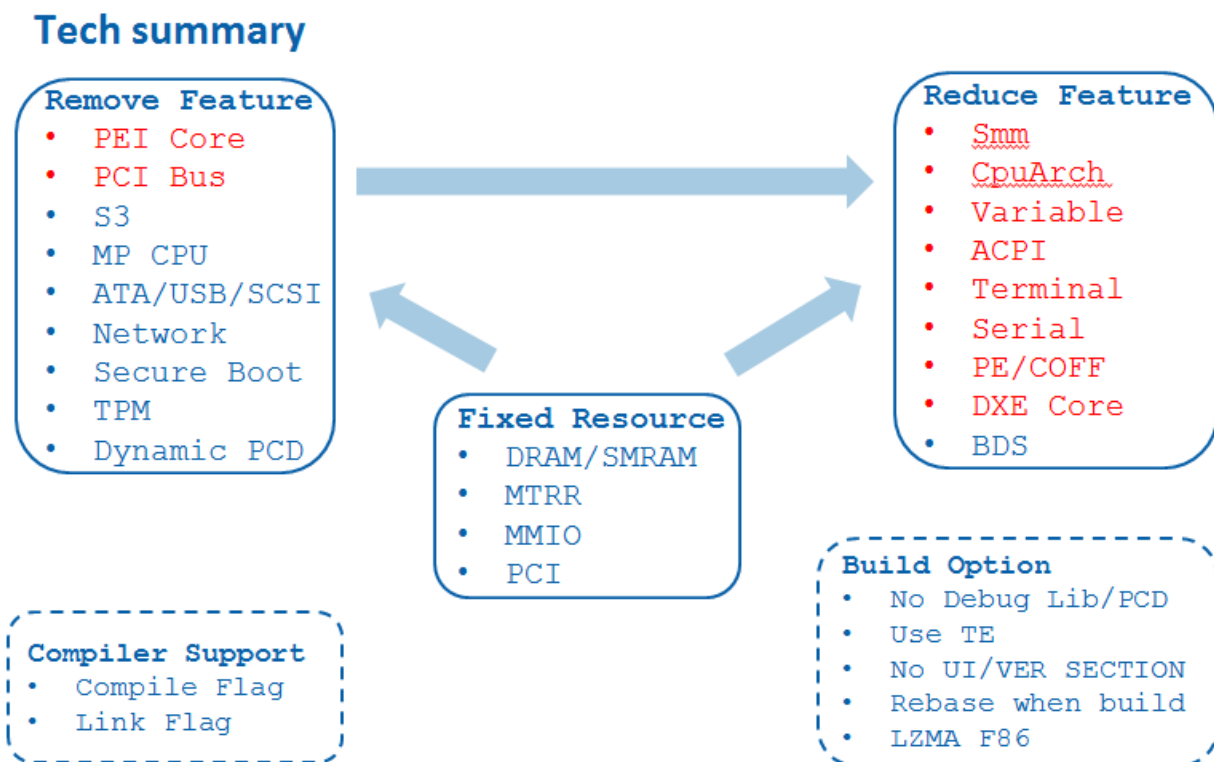 Tech summary
Remove Feature
• PEI Core
• PCI Bus
• S3
• MP CPU
• ATA/USB/SCSI
• Network
• Secure Boot
• TPM
• Dynamic PCD
Reduce Feature
• Smm
• CpuArch
• Variable
• ACPI
• Terminal
• Serial
• PE/COFF
• DXE Core
• BDS
Fixed Resource
• DRAM/SMRAM
• MTRR
• MMIO
• PCI
Compiler Support
• Compile Flag
• Link Flag
Build Option
• No Debug Lib/PCD
• Use TE
• No UI/VER SECTION
• Rebase when build
• LZMA F86